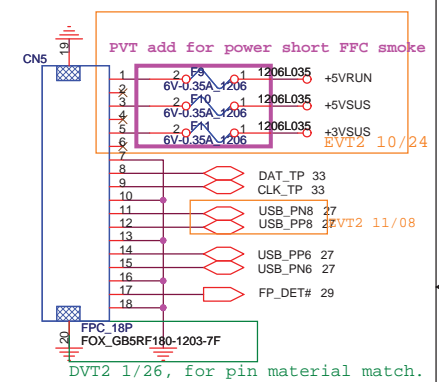 19
PVT add for power short FFC smoke
CN5
1 2 F9 1 1206L035 +5VRUN
6V-0.35A_1206
2
3 2 F10 1 1206L035 +5VSUS
6V-0.35A_1206
4
5 2 F11 1 1206L035 +3VSUS
6V-0.35A_1206
6 EVT2 10/24
7
8 DAT_TP 33
9 CLK_TP 33
10
11 USB_PN8 27
12 USB_PP8 27 11/08
13
14 USB_PP6 27
15 USB_PN6 27
16
17 FP_DET# 29
18
20
FPC_18P
FOX_GB5RF180-1203-7F
DVT2 1/26, for pin material match.